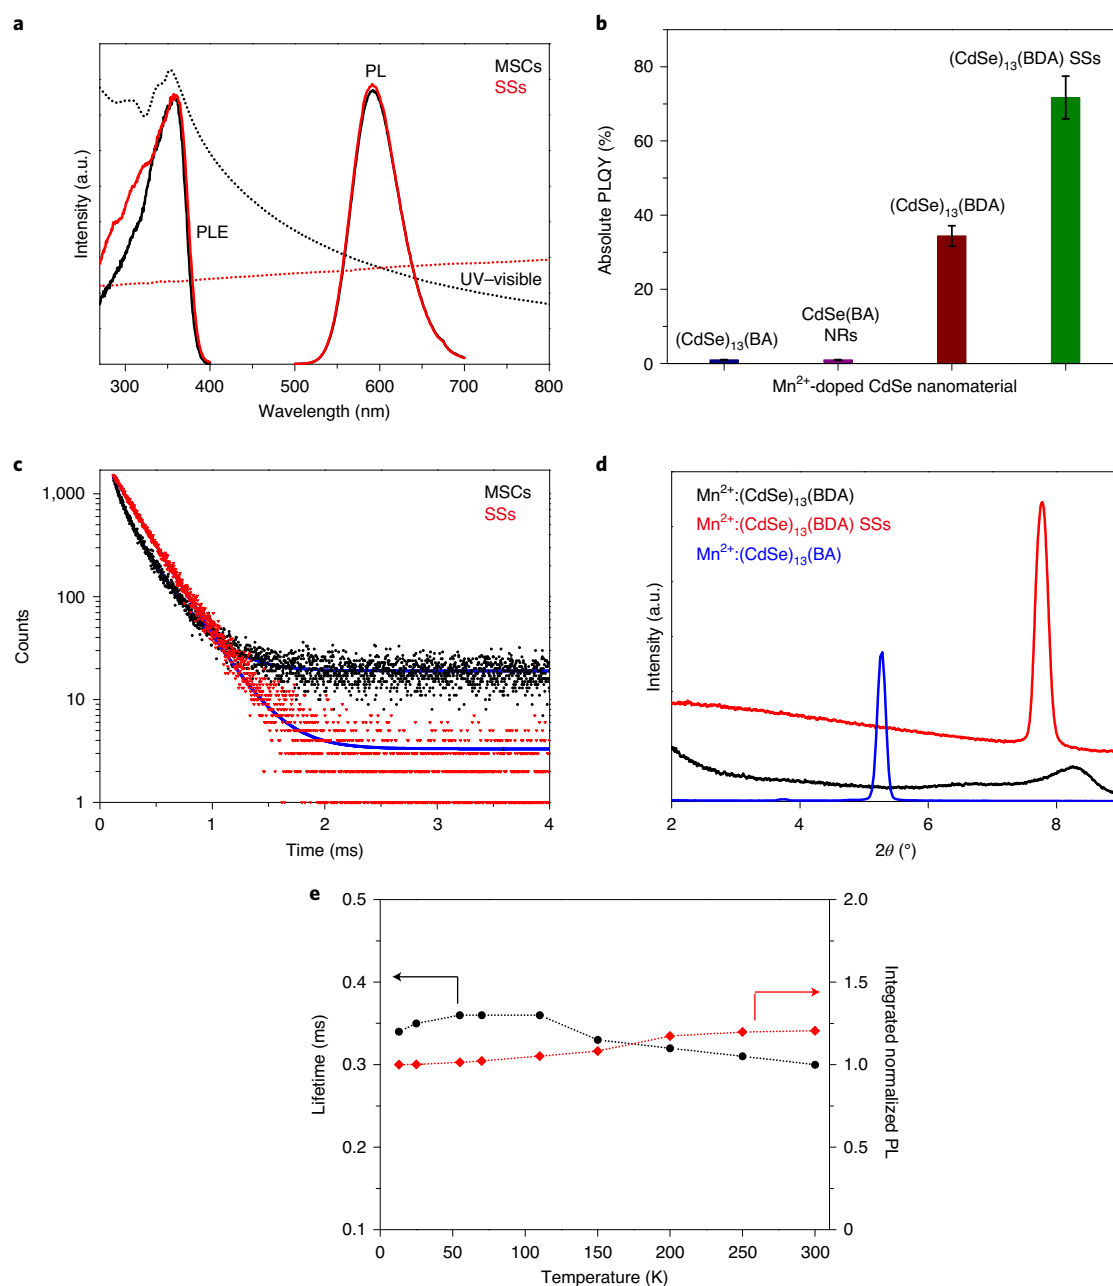 a
MSCs
SSs
PL
PLE
UV–visible
Intensity (a.u.)
300 400 500 600 700 800
Wavelength (nm)
b
80
60
40
20
0
Absolute PLQY (%)
(CdSe)13(BA)
CdSe(BA)
NRs
(CdSe)13(BDA)
(CdSe)13(BDA) SSs
Mn2+-doped CdSe nanomaterial
c
MSCs
SSs
1,000
100
10
1
Counts
0 1 2 3 4
Time (ms)
d
Mn2+:(CdSe)13(BDA)
Mn2+:(CdSe)13(BDA) SSs
Mn2+:(CdSe)13(BA)
Intensity (a.u.)
2 4 6 8
2θ (°)
e
0.5
0.4
0.3
0.2
0.1
Lifetime (ms)
2.0
1.5
1.0
0.5
0
Integrated
normalized PL
0 50 100 150 200 250 300
Temperature (K)